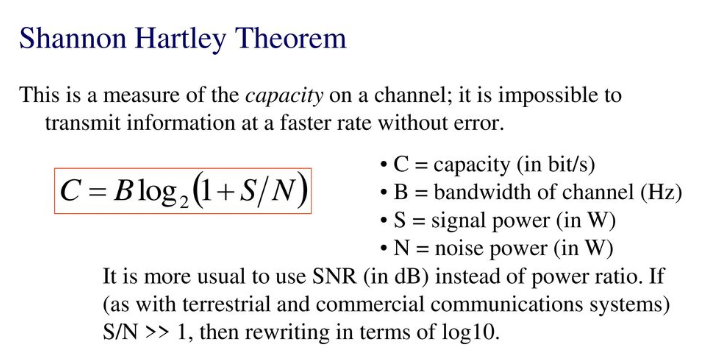 Shannon Hartley Theorem
This is a measure of the capacity on a channel; it is impossible to
transmit information at a faster rate without error.
C = B log₂(1+S/N)
• C = capacity (in bit/s)
• B = bandwidth of channel (Hz)
• S = signal power (in W)
• N = noise power (in W)
It is more usual to use SNR (in dB) instead of power ratio. If
(as with terrestrial and commercial communications systems)
S/N >> 1, then rewriting in terms of log10.